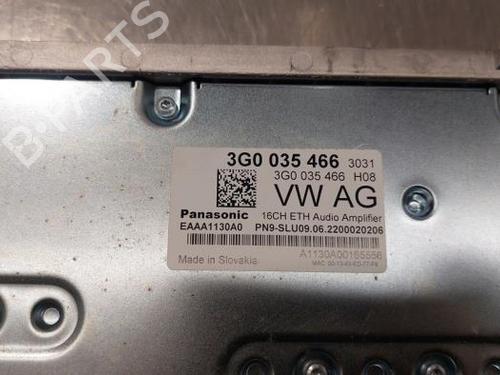 PARTS
3G0 035 466 3031
3G0 035 466 H08
VW AG
Panasonic 16CH ETH Audio Amplifier
EAAA1130A0 PN9-SLU09.06.2200020206
Made in Slovakia
A1130A00165556